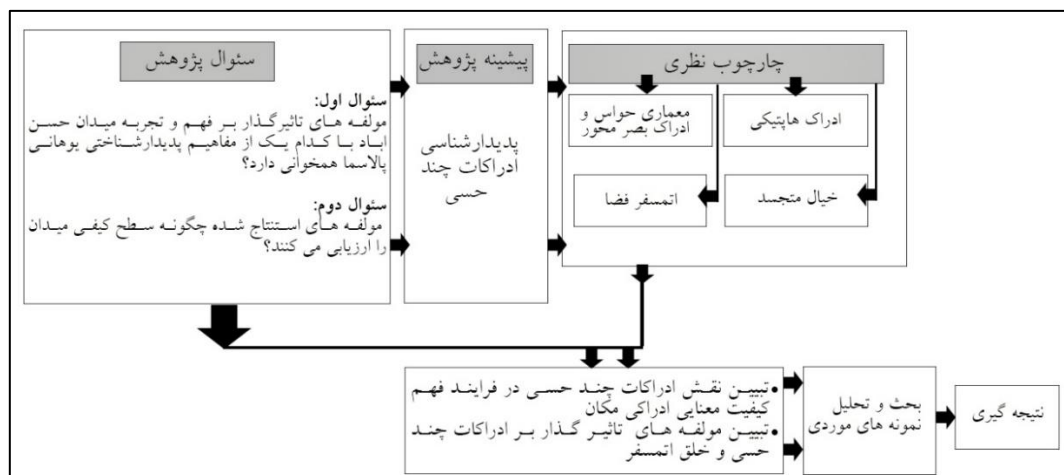 سئوال پژوهش
سئوال اول:
مولفه های تاثیرگذار بر فهم و تجربه میدان حسن
اباد با کدام یک از مفاهیم پدیدارشناختی یوهانی
پالاسما همخوانی دارد؟
سئوال دوم:
مولفه های استنتاج شده چگونه سطح کیفی میدان
را ارزیابی می کنند؟
پیشینه پژوهش
پدیدارشناسی
ادراکات چند
حسی
چارچوب نظری
معماری حواس و
ادراک بصر محور
ادراک هاپتیکی
اتمسفر فضا
خیال متجسد
•تبیین نقش ادراکات چند حسی در فرایند فهم
کیفیت معنایی ادراکی مکان
•تبیین مولفه های تاثیر گذار بر ادراکات چند
حسی و خلق اتمسفر
بحث و تحلیل
نمونه های موردی
نتیجه گیری